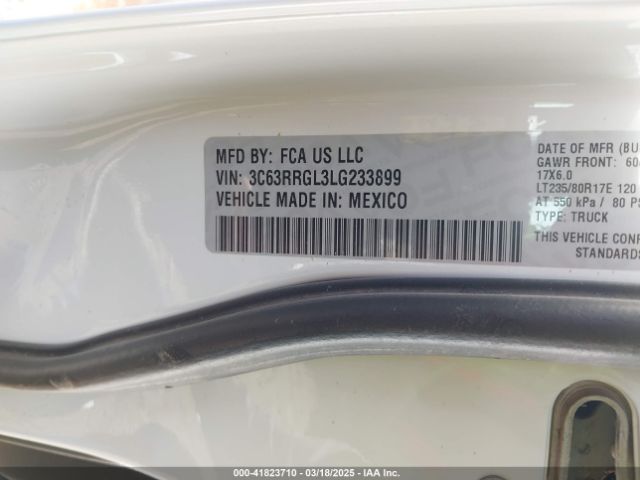 MFD BY: FCA US LLC
VIN: 3C63RRGL3LG233899
VEHICLE MADE IN: MEXICO
DATE OF MFR (BU
GAWR FRONT: 60
17X6.0
LT235/80R17E 120
AT 550 kPa / 80 PS
TYPE: TRUCK
THIS VEHICLE CONF
STANDARDS
000-41823710 - 03/18/2025 - IAA Inc.